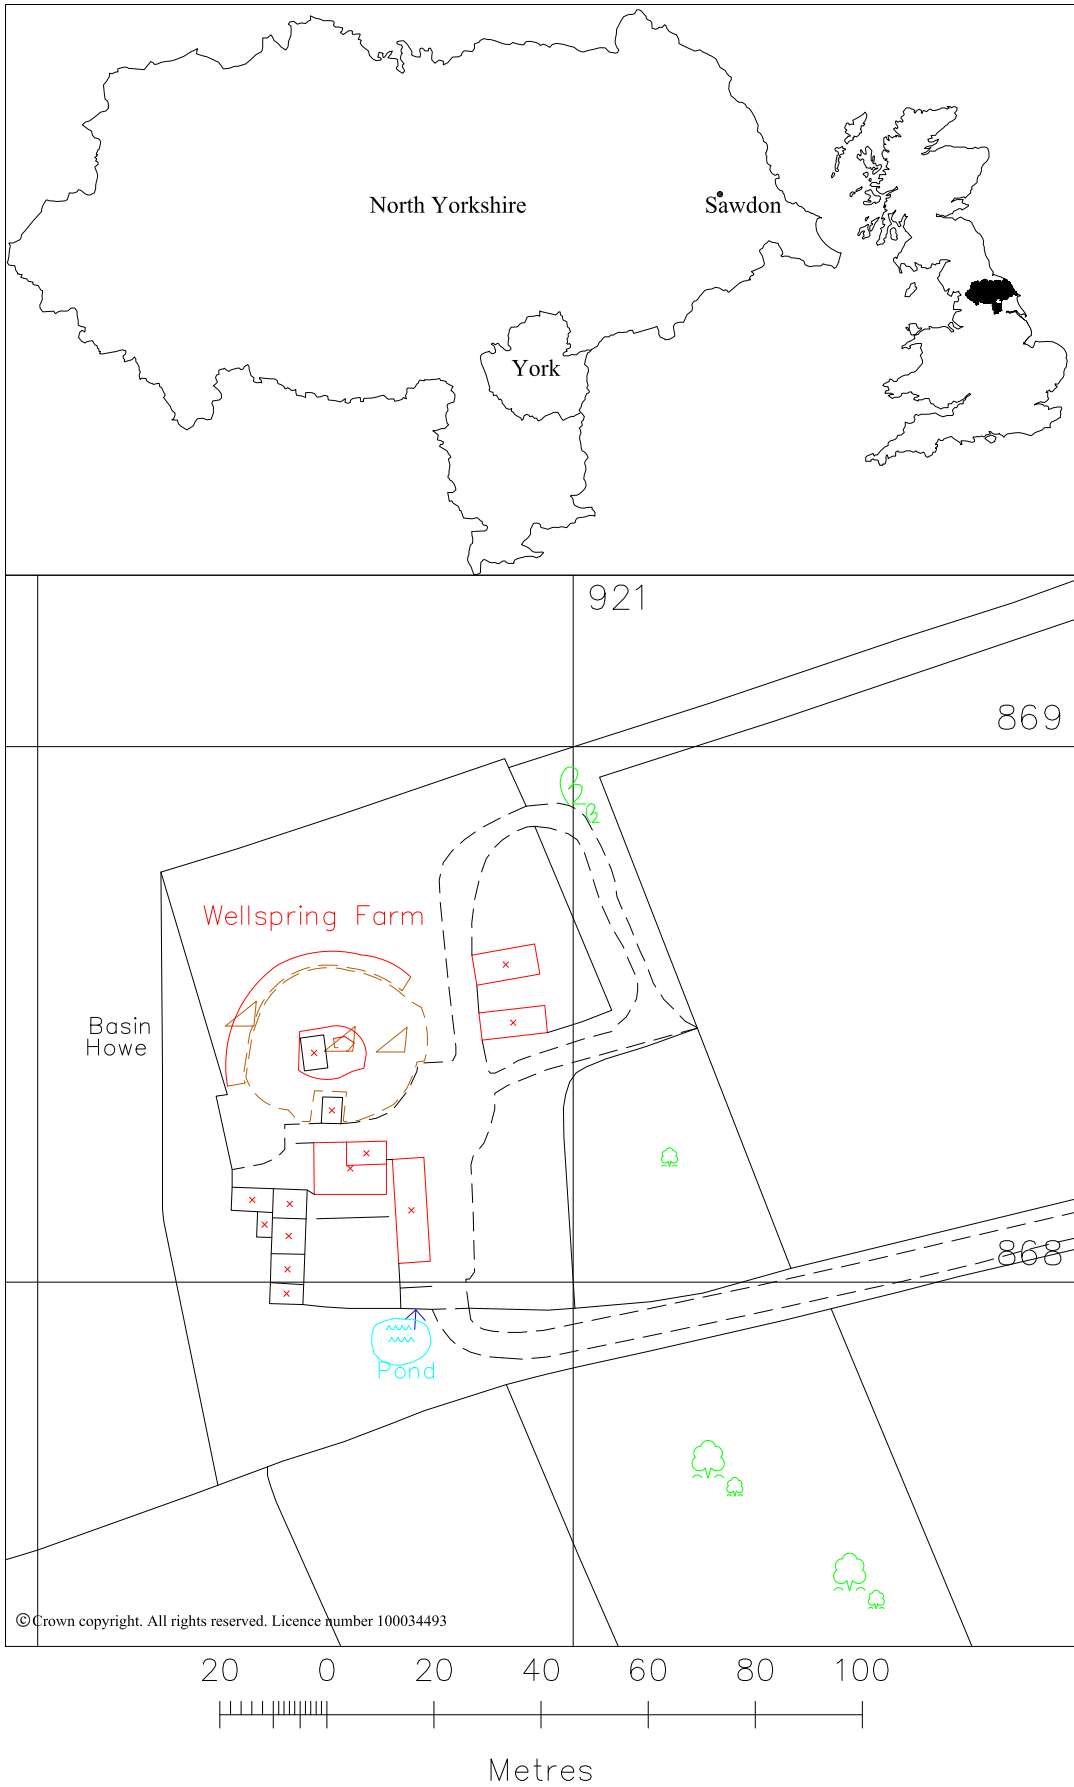 North Yorkshire
Sawdon
York
921
869
Wellspring Farm
Basin
Howe
868
Pond
©Crown copyright. All rights reserved. Licence number 100034493
20 0 20 40 60 80 100
Metres